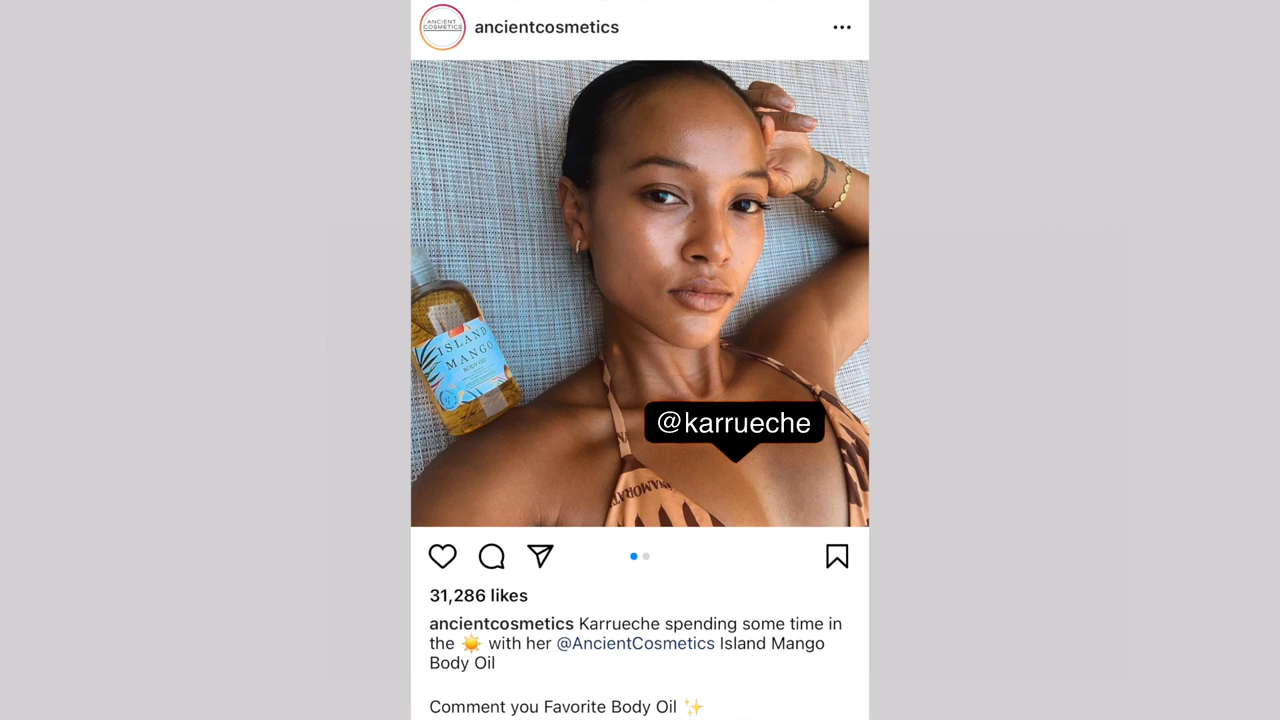 ANCIENT
COSMETICS
ancientcosmetics
ISLAND
MANGO
BODY OIL
@karrueche
NAMORAT
31,286 likes
ancientcosmetics Karrueche spending some time in
the ☀️ with her @AncientCosmetics Island Mango
Body Oil
Comment you Favorite Body Oil ✨